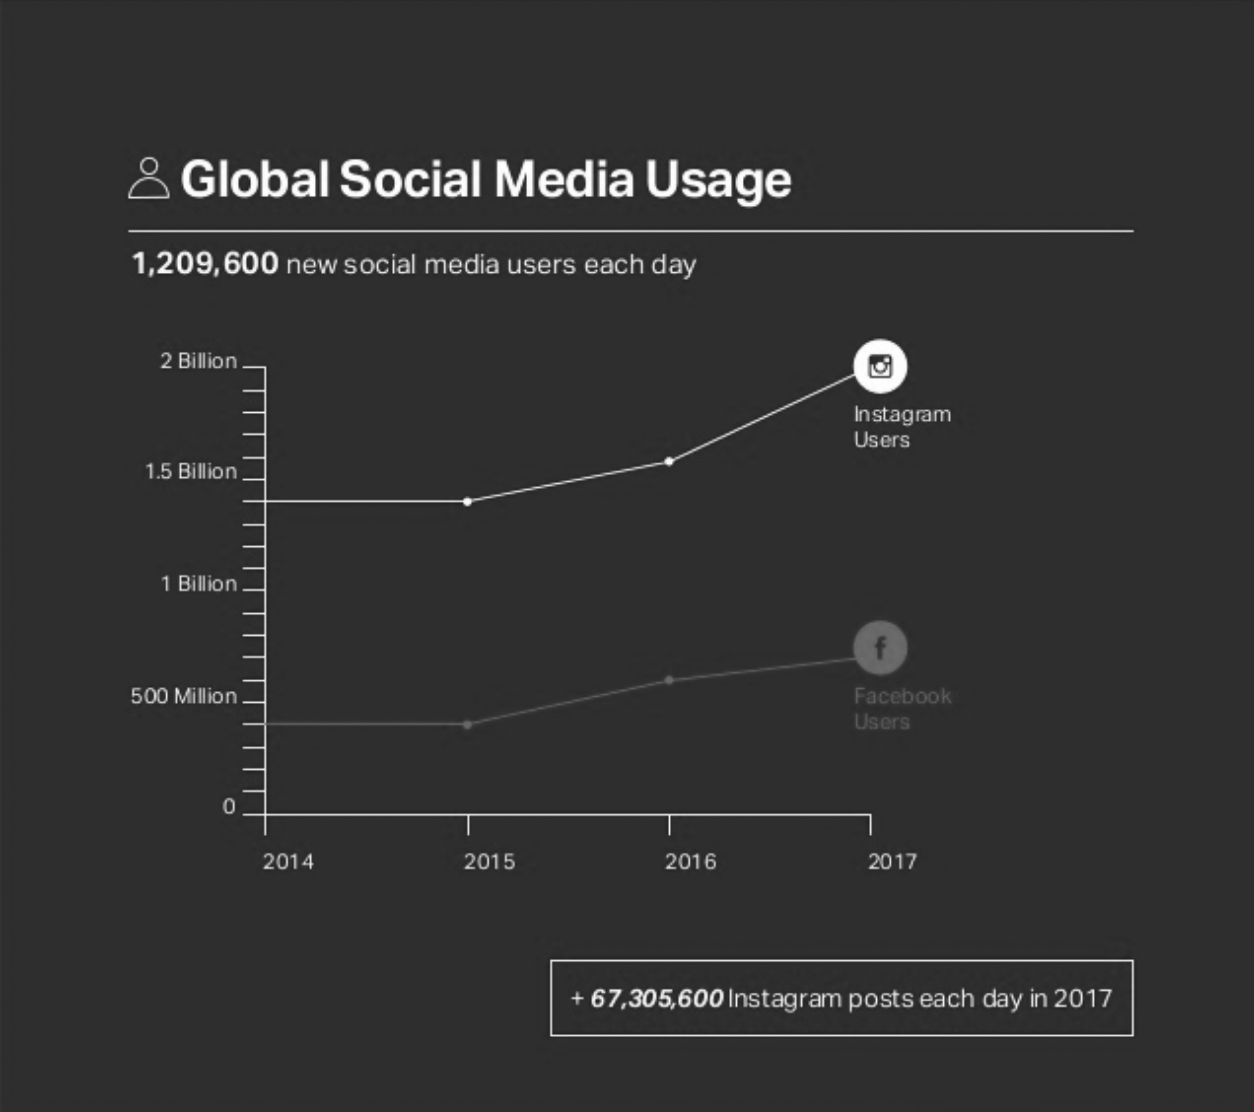 Global Social Media Usage
1,209,600 new social media users each day
2 Billion
1.5 Billion
1 Billion
500 Million
0
Instagram
Users
f
Facebook
Users
2014 2015 2016 2017
+ 67,305,600 Instagram posts each day in 2017